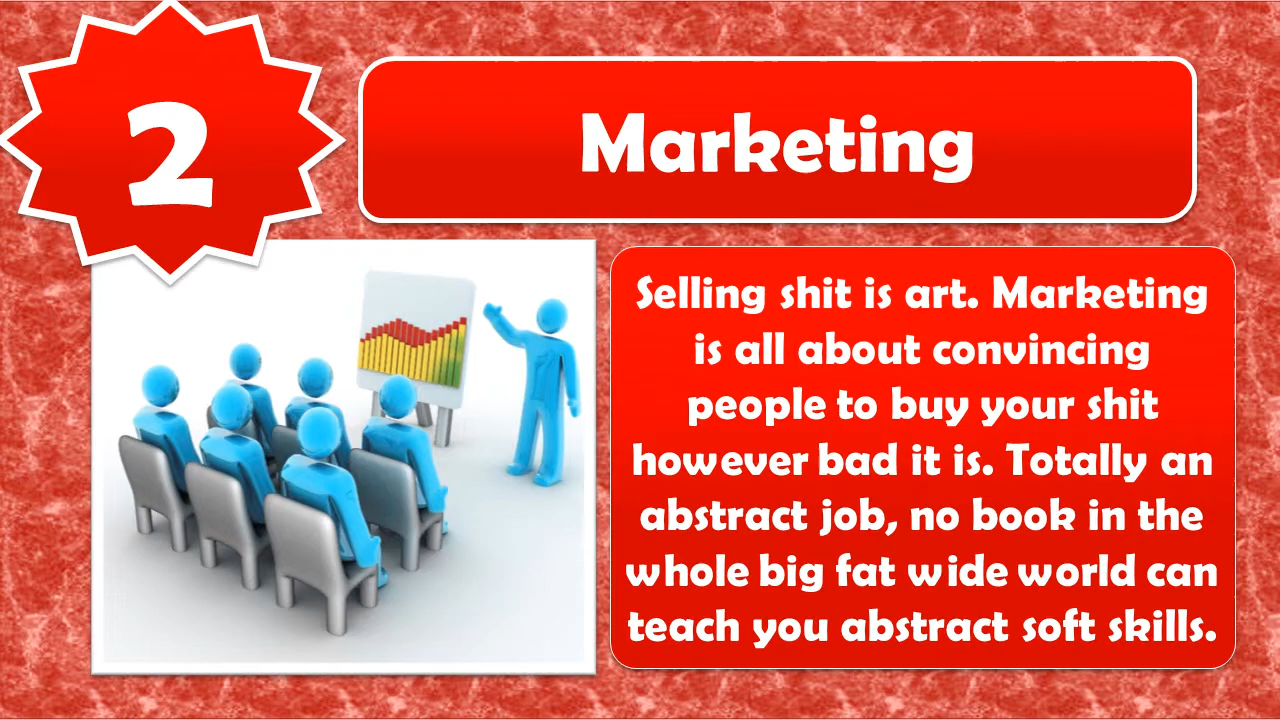 2
Marketing
Selling shit is art. Marketing
is all about convincing
people to buy your shit
however bad it is. Totally an
abstract job, no book in the
whole big fat wide world can
teach you abstract soft skills.